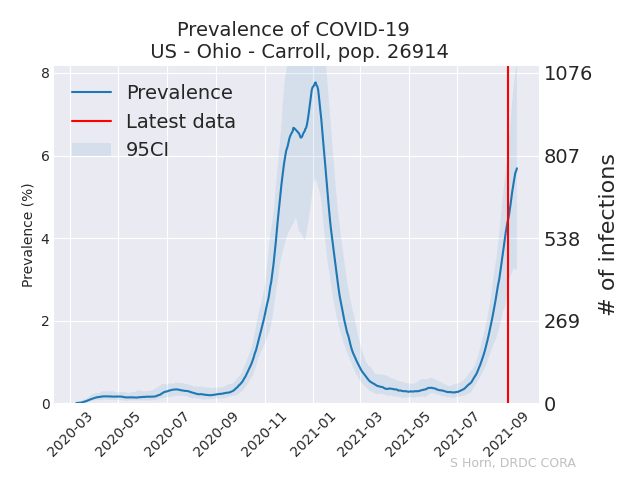 Prevalence of COVID-19
US - Ohio - Carroll, pop. 26914
Prevalence
Latest data
95CI
Prevalence (%)
8
6
4
2
0
1076
807
538
269
0
# of infections
2020-03
2020-05
2020-07
2020-09
2020-11
2021-01
2021-03
2021-05
2021-07
2021-09
S Horn, DRDC CORA